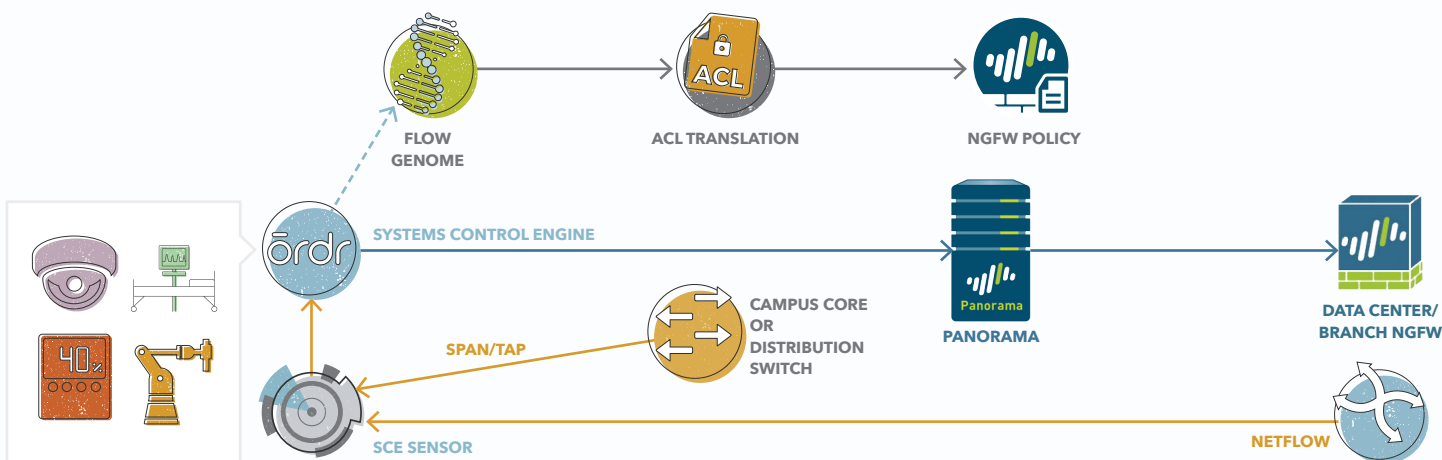 ACL
FLOW
GENOME
ACL TRANSLATION
NGFW POLICY
ōrdr
SYSTEMS CONTROL ENGINE
Panorama
PANORAMA
DATA CENTER/
BRANCH NGFW
CAMPUS CORE
OR
DISTRIBUTION
SWITCH
SPAN/TAP
40%
SCE SENSOR
NETFLOW